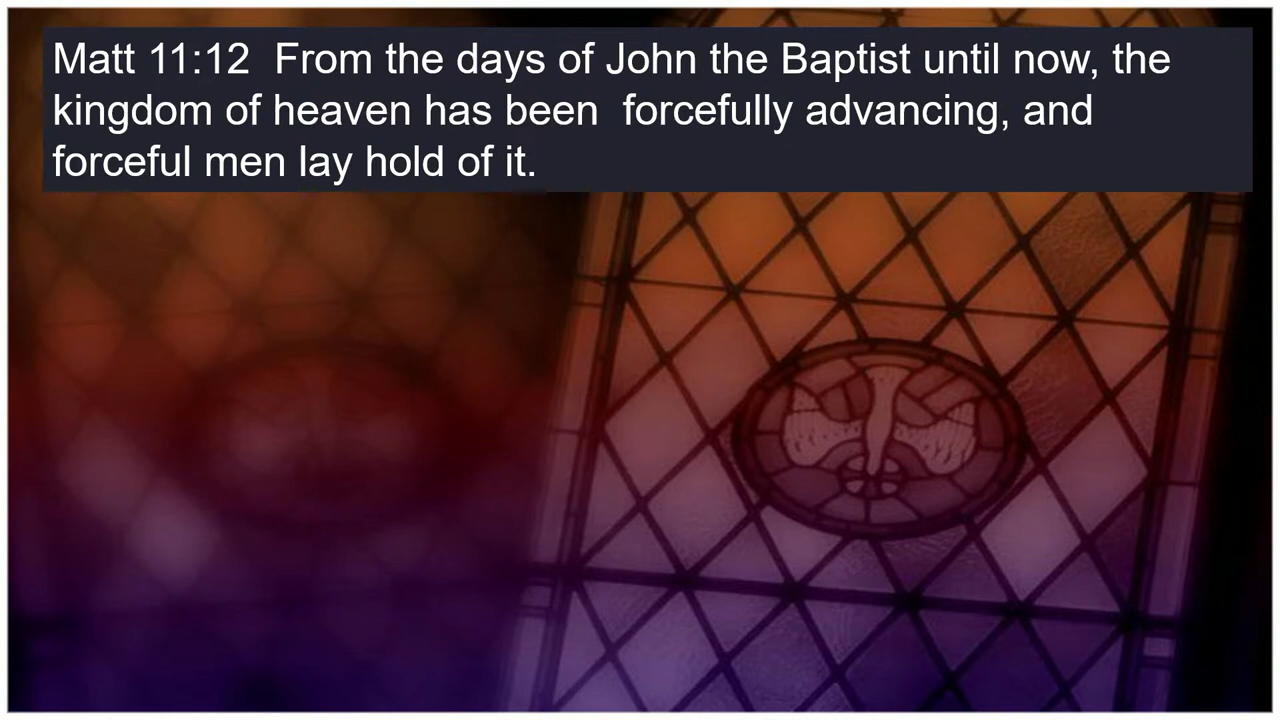 Matt 11:12  From the days of John the Baptist until now, the
kingdom of heaven has been  forcefully advancing, and
forceful men lay hold of it.